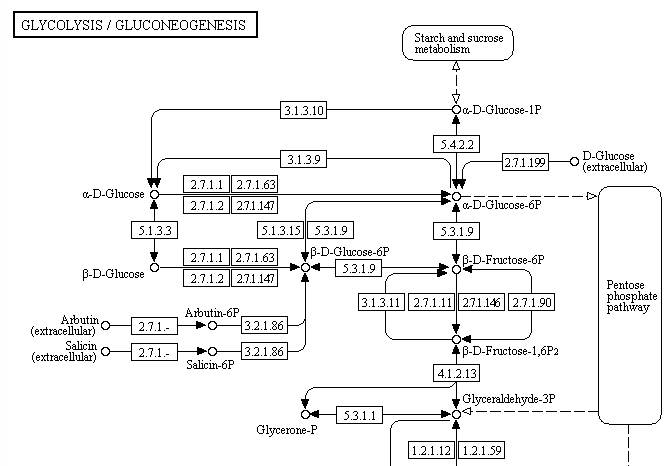 GLYCOLYSIS / GLUCONEOGENESIS
Starch and sucrose
metabolism
3.1.3.10
α-D-Glucose-1P
5.4.2.2
3.1.3.9
2.7.1.199
D-Glucose
(extracellular)
α-D-Glucose
2.7.1.1
2.7.1.63
2.7.1.2
2.7.1.147
α-D-Glucose-6P
5.1.3.3
5.1.3.15
5.3.1.9
5.3.1.9
β-D-Glucose
2.7.1.1
2.7.1.63
2.7.1.2
2.7.1.147
β-D-Glucose-6P
5.3.1.9
β-D-Fructose-6P
Pentose
phosphate
pathway
3.1.3.11
2.7.1.11
2.7.1.146
2.7.1.90
Arbutin
(extracellular)
2.7.1.-
Arbutin-6P
3.2.1.86
Salicin
(extracellular)
2.7.1.-
Salicin-6P
3.2.1.86
β-D-Fructose-1,6P2
4.1.2.13
Glyceraldehyde-3P
Glycerone-P
5.3.1.1
1.2.1.12
1.2.1.59